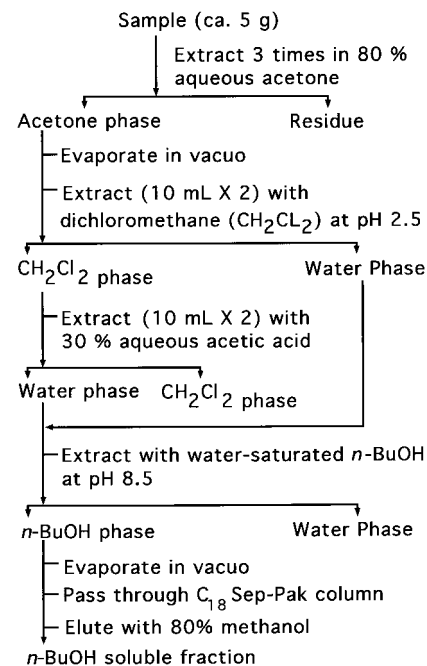 Sample (ca. 5 g)
Extract 3 times in 80 %
aqueous acetone
Acetone phase Residue
Evaporate in vacuo
Extract (10 mL X 2) with
dichloromethane (CH2CL2) at pH 2.5
CH2Cl2 phase Water Phase
Extract (10 mL X 2) with
30 % aqueous acetic acid
Water phase CH2Cl2 phase
Extract with water-saturated n-BuOH
at pH 8.5
n-BuOH phase Water Phase
Evaporate in vacuo
Pass through C18 Sep-Pak column
Elute with 80% methanol
n-BuOH soluble fraction